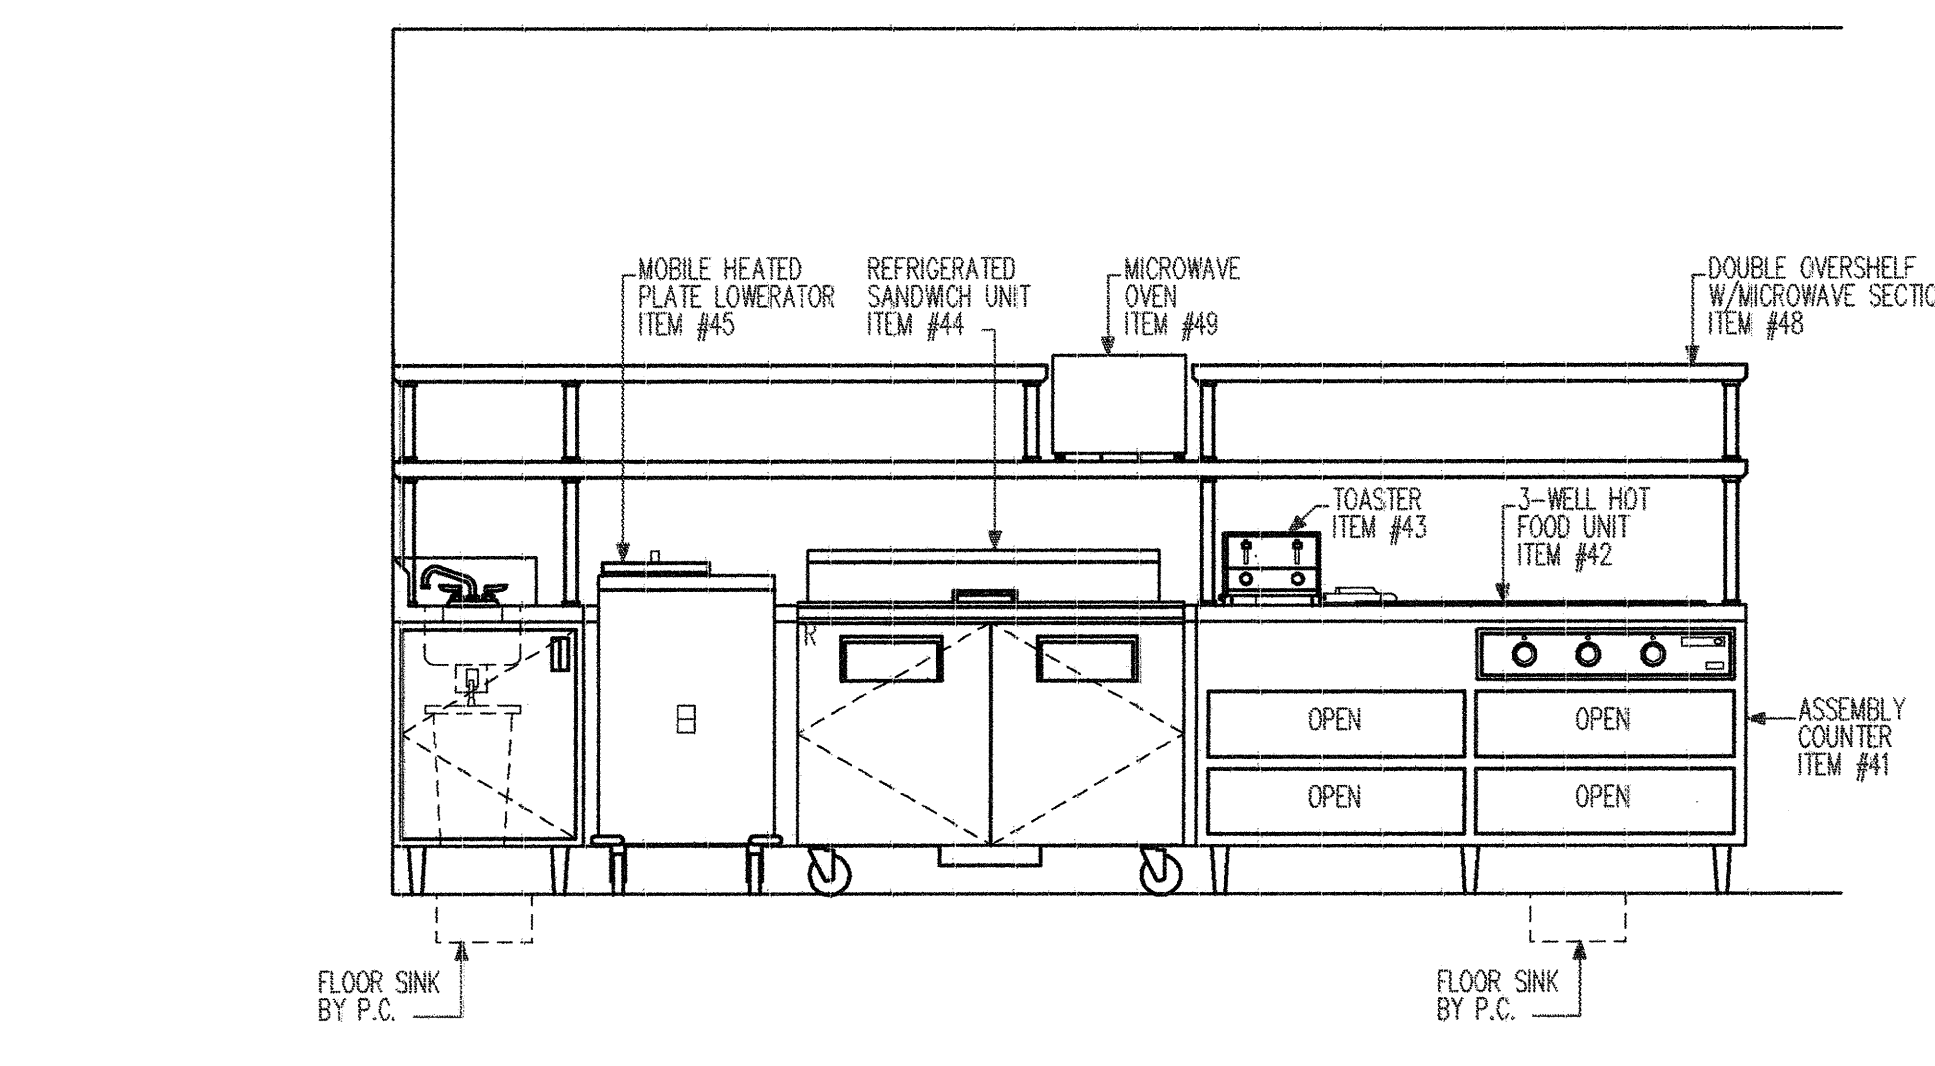 MOBILE HEATED
PLATE LOWERATOR
ITEM #45
REFRIGERATED
SANDWICH UNIT
ITEM #44
MICROWAVE
OVEN
ITEM #49
DOUBLE OVERSHELF
W/MICROWAVE SECTIO
ITEM #48
TOASTER
ITEM #43
3-WELL HOT
FOOD UNIT
ITEM #42
R
OPEN
OPEN
OPEN
OPEN
ASSEMBLY
COUNTER
ITEM #41
FLOOR SINK
BY P.C.
FLOOR SINK
BY P.C.